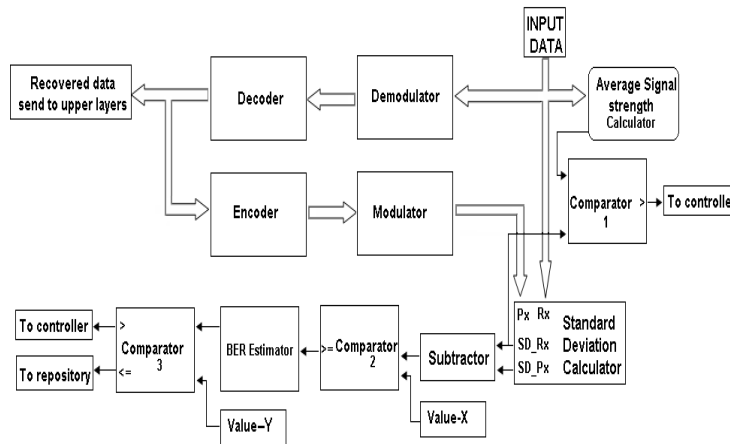 INPUT
DATA
Recovered data
send to upper layers
Decoder
Demodulator
Average Signal
strength
Calculator
Encoder
Modulator
Comparator >
1
To controller
Px Rx
Standard
SD_Rx
Deviation
SD_Px
Calculator
To controller
To repository
>
Comparator
3
<=
BER Estimator
>= Comparator
2
Subtractor
Value–Y
Value-X